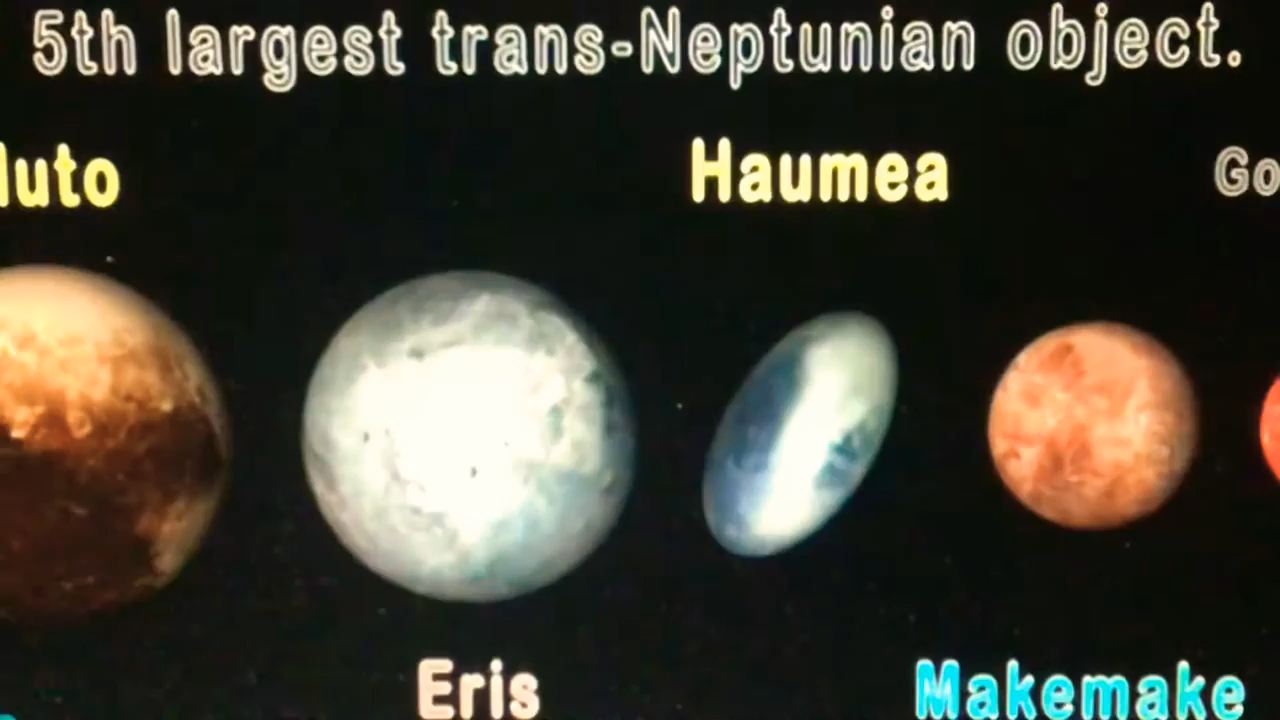 5th largest trans-Neptunian object.
luto
Haumea
Go
Eris
Makemake